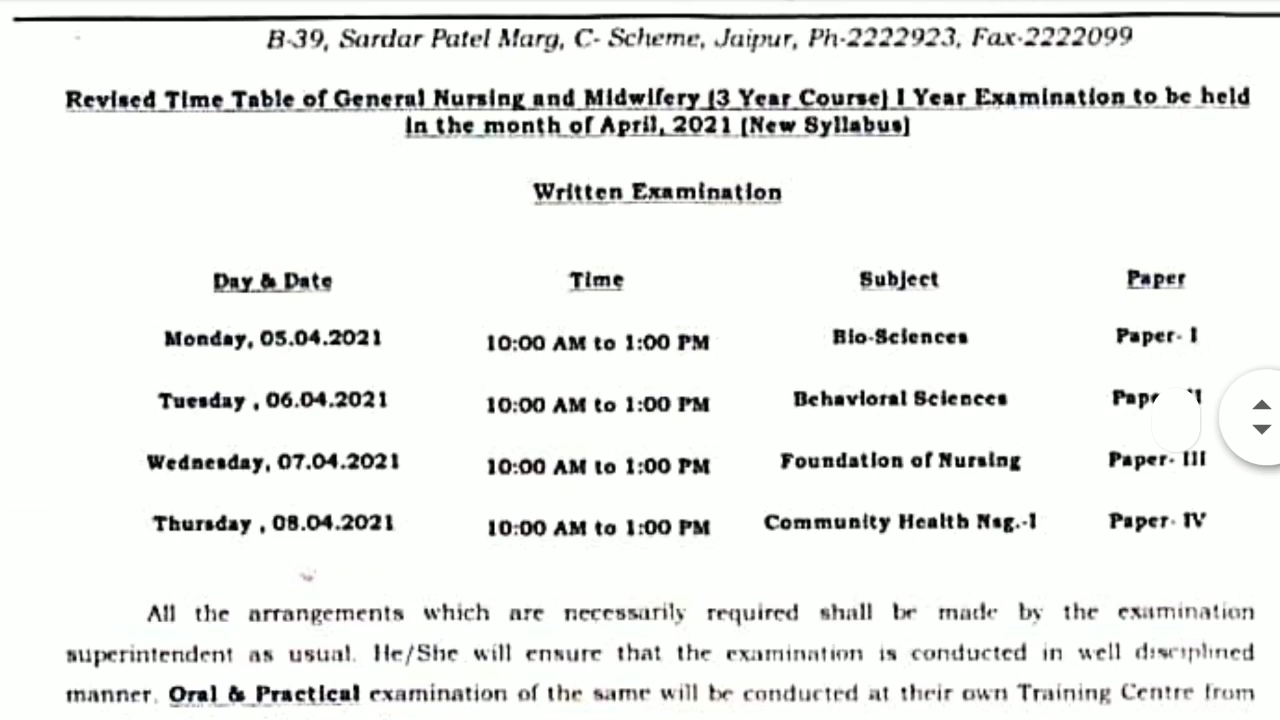 B-39, Sardar Patel Marg, C- Scheme, Jaipur, Ph-2222923, Fax-2222099
Revised Time Table of General Nursing and Midwifery (3 Year Course) I Year Examination to be held
in the month of April, 2021 (New Syllabus)
Written Examination
Day & Date Time Subject Paper
Monday, 05.04.2021 10:00 AM to 1:00 PM Bio-Sciences Paper- I
Tuesday , 06.04.2021 10:00 AM to 1:00 PM Behavioral Sciences
Wednesday, 07.04.2021 10:00 AM to 1:00 PM Foundation of Nursing Paper- III
Thursday , 08.04.2021 10:00 AM to 1:00 PM Community Health Nsg.-I Paper- IV
All the arrangements which are necessarily required shall be made by the examination
superintendent as usual. He/She will ensure that the examination is conducted in well disciplined
manner. Oral & Practical examination of the same will be conducted at their own Training Centre from